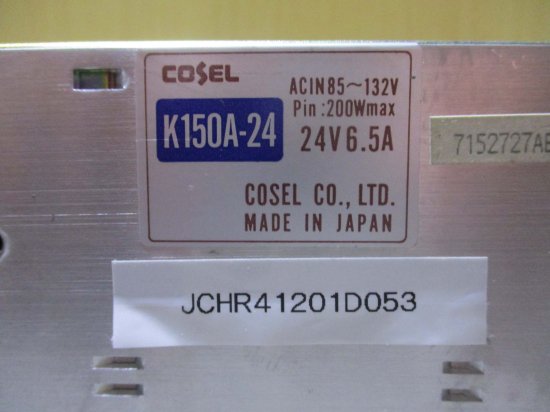 COSEL
ACIN85~132V
Pin:200Wmax
K150A-24
24V6.5A
7152727AE
COSEL CO.,LTD.
MADE IN JAPAN
JCHR41201D053